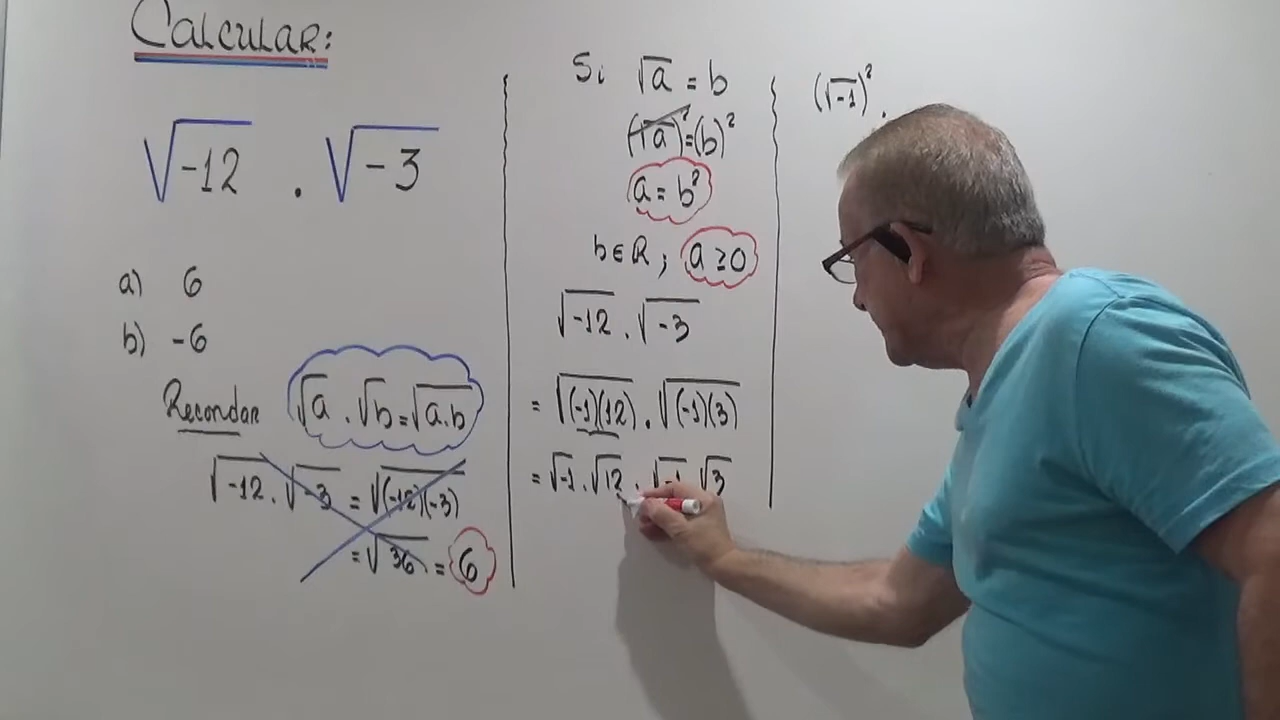 CALCULAR:
√-12 . √-3
a) 6
b) -6
Recordar √a . √b = √a.b
√-12 . √-3 = √(-12)(-3)
= √36 = 6
Si √a = b
(√a)² = (b)²
a = b²
b ∈ R ; a ≥ 0
√-12 . √-3
= √(-1)(12) . √(-1)(3)
= √-1 . √12 . √-1 √3
(√-1)² .